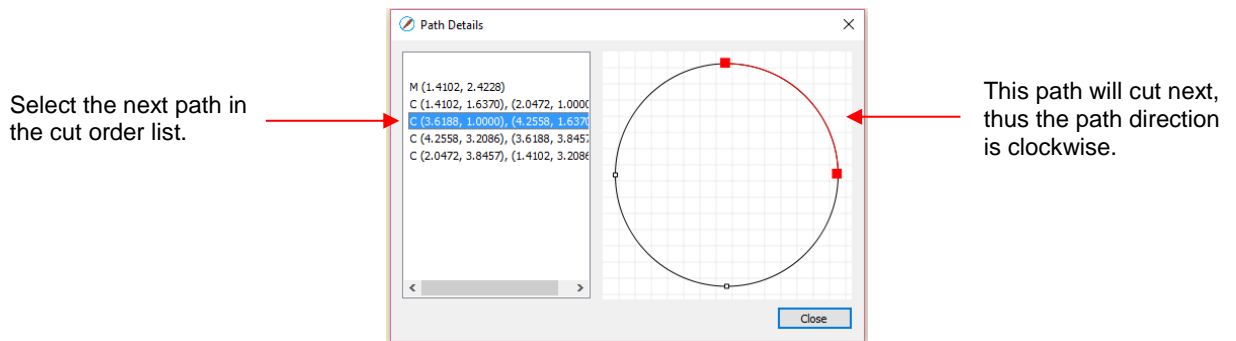 Path Details
Select the next path in
the cut order list.
M (1.4102, 2.4228)
C (1.4102, 1.6370), (2.0472, 1.0000
C (3.6188, 1.0000), (4.2558, 1.6370
C (4.2558, 3.2086), (3.6188, 3.8457
C (2.0472, 3.8457), (1.4102, 3.2086
This path will cut next,
thus the path direction
is clockwise.
Close